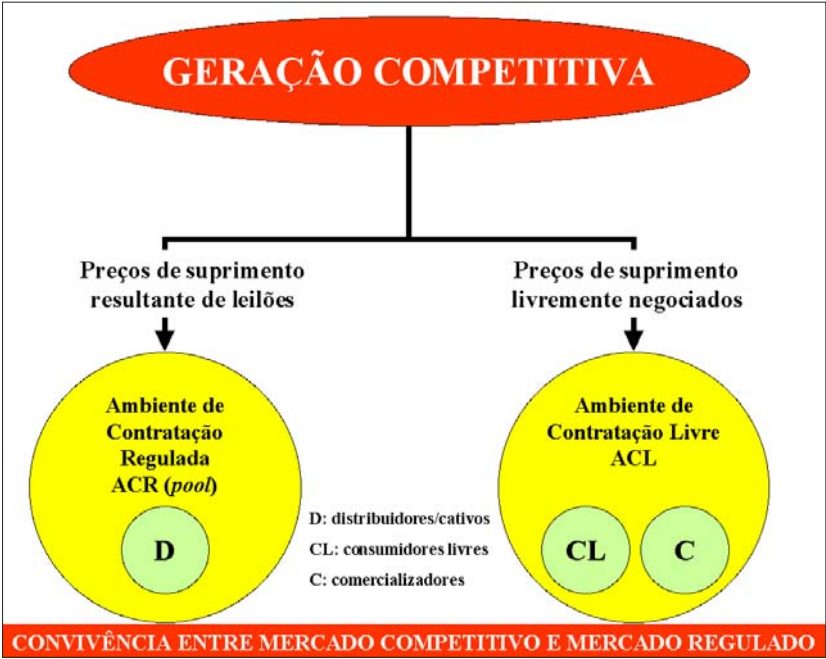 GERAÇÃO COMPETITIVA
Preços de suprimento
resultante de leilões
Preços de suprimento
livremente negociados
Ambiente de
Contratação
Regulada
ACR (pool)
D
Ambiente de
Contratação Livre
ACL
CL
C
D: distribuidores/cativos
CL: consumidores livres
C: comercializadores
CONVIVÊNCIA ENTRE MERCADO COMPETITIVO E MERCADO REGULADO